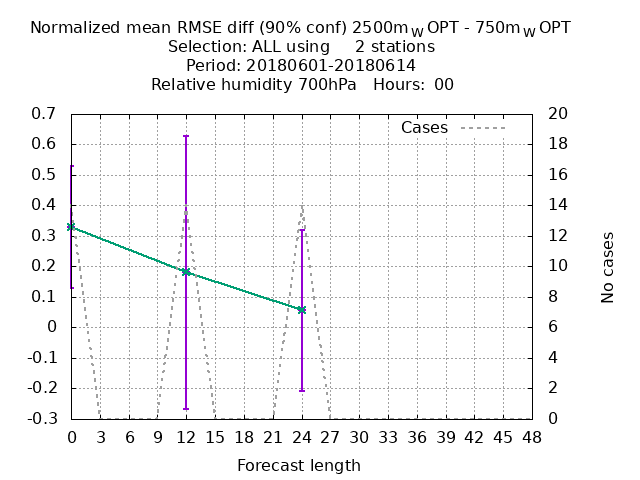 Normalized mean RMSE diff (90% conf) 2500m_W OPT - 750m_W OPT
Selection: ALL using 2 stations
Period: 20180601-20180614
Relative humidity 700hPa Hours: 00
Cases
0.7
0.6
0.5
0.4
0.3
0.2
0.1
0
-0.1
-0.2
-0.3
20
18
16
14
12
10
8
6
4
2
0
No cases
0 3 6 9 12 15 18 21 24 27 30 33 36 39 42 45 48
Forecast length